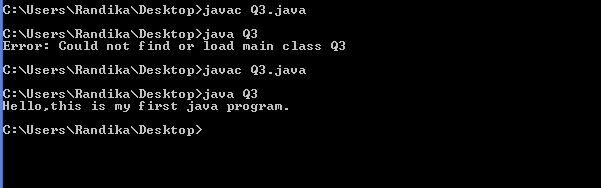 C:\Users\Randika\Desktop>javac Q3.java
C:\Users\Randika\Desktop>java Q3
Error: Could not find or load main class Q3
C:\Users\Randika\Desktop>javac Q3.java
C:\Users\Randika\Desktop>java Q3
Hello,this is my first java program.
C:\Users\Randika\Desktop>